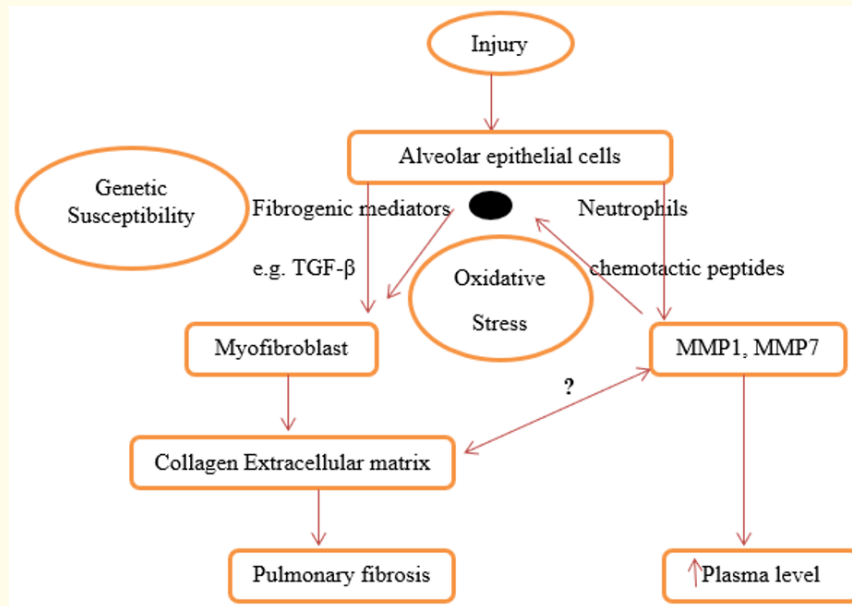 Injury
Alveolar epithelial cells
Genetic
Susceptibility
Fibrogenic mediators
Neutrophils
e.g. TGF-β
chemotactic peptides
Oxidative
Stress
Myofibroblast
MMP1, MMP7
?
Collagen Extracellular matrix
Pulmonary fibrosis
↑Plasma level